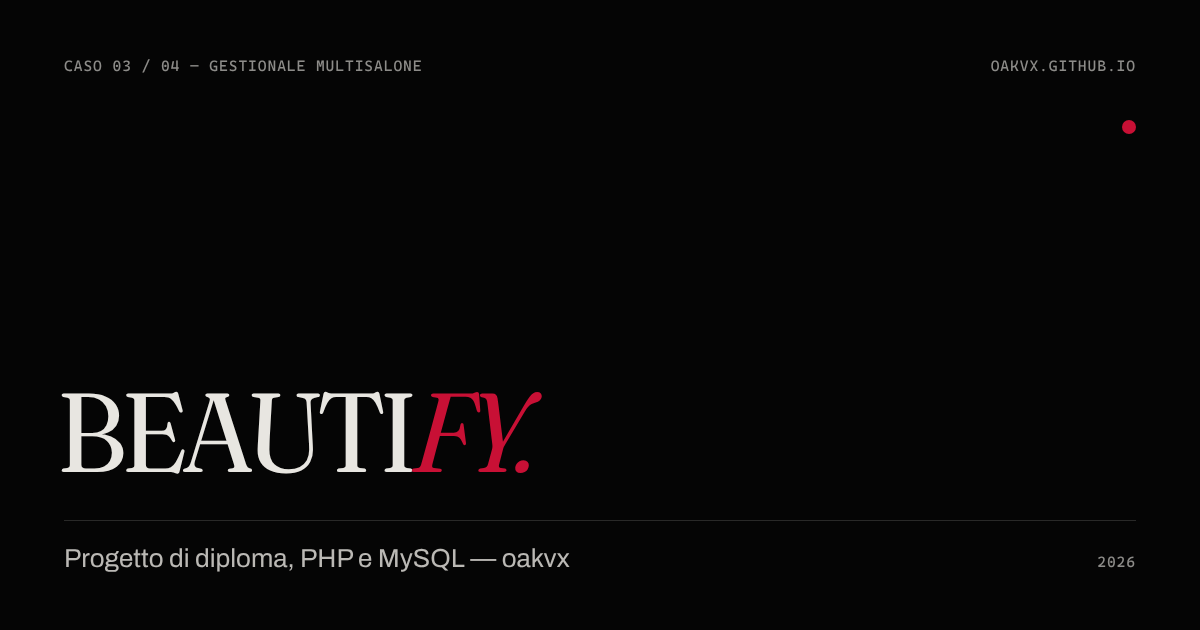 CASO 03 / 04 — GESTIONALE MULTISALONE
OAKVX.GITHUB.IO
BEAUTIFY.
Progetto di diploma, PHP e MySQL — oakvx
2026